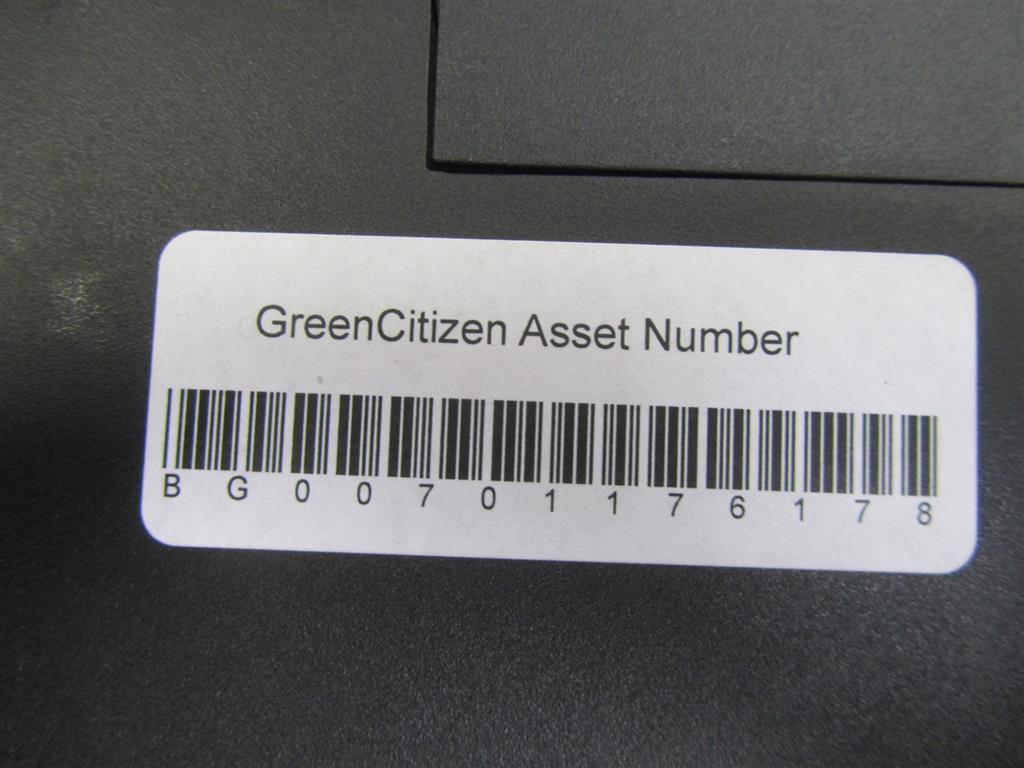 GreenCitizen Asset Number
B G 0 0 7 0 1 1 7 6 1 7 8